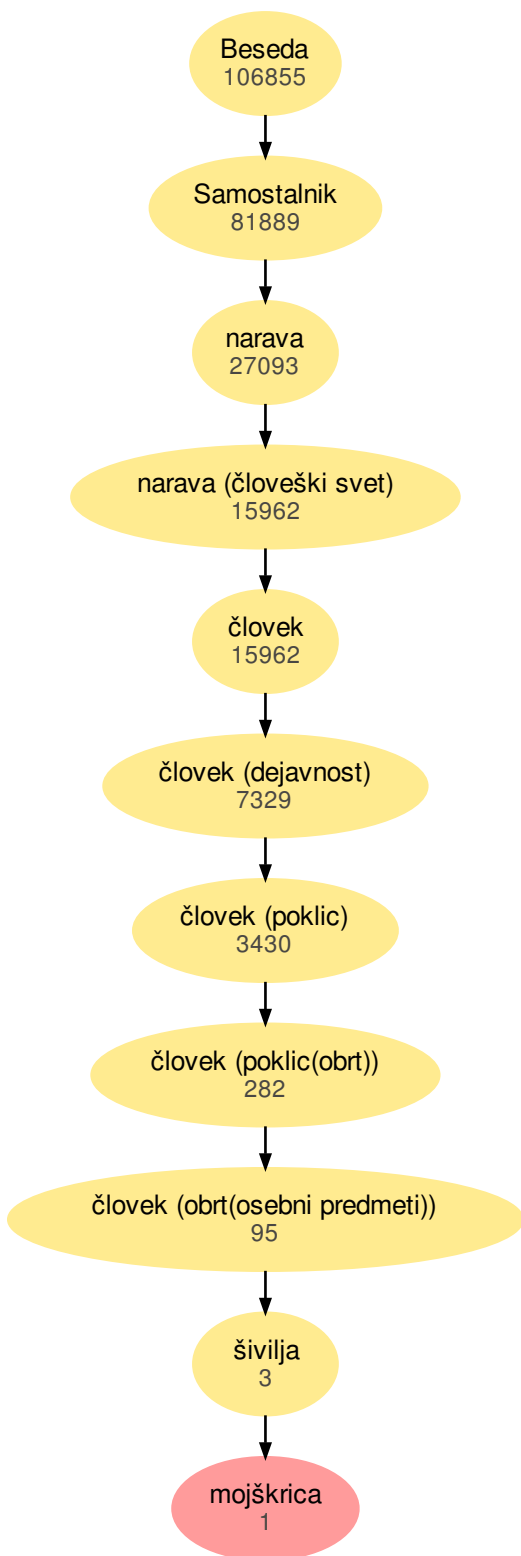 Beseda
106855
Samostalnik
81889
narava
27093
narava (človeški svet)
15962
človek
15962
človek (dejavnost)
7329
človek (poklic)
3430
človek (poklic(obrt))
282
človek (obrt(osebni predmeti))
95
šivilja
3
mojškrica
1